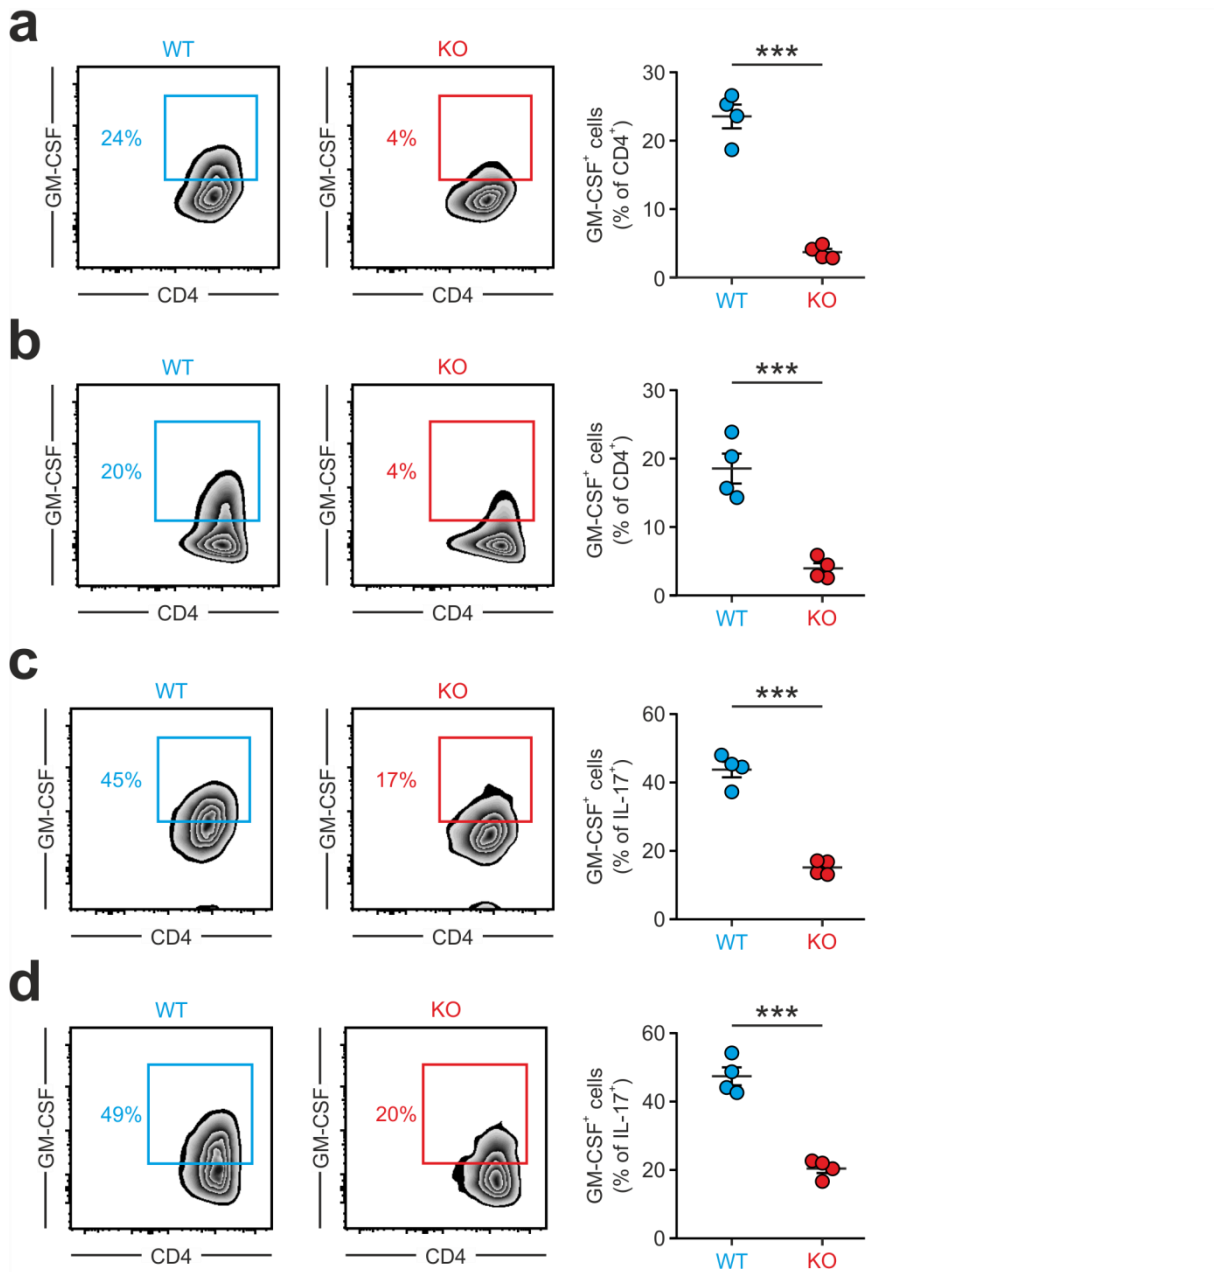 a
WT
KO
***
24%
4%
GM-CSF
GM-CSF
CD4
CD4
GM-CSF⁺ cells
(% of CD4⁺)
30
20
10
0
WT
KO
b
WT
KO
***
20%
4%
GM-CSF
GM-CSF
CD4
CD4
GM-CSF⁺ cells
(% of CD4⁺)
30
20
10
0
WT
KO
c
WT
KO
***
45%
17%
GM-CSF
GM-CSF
CD4
CD4
GM-CSF⁺ cells
(% of IL-17⁺)
60
40
20
0
WT
KO
d
WT
KO
***
49%
20%
GM-CSF
GM-CSF
CD4
CD4
GM-CSF⁺ cells
(% of IL-17⁺)
60
40
20
0
WT
KO